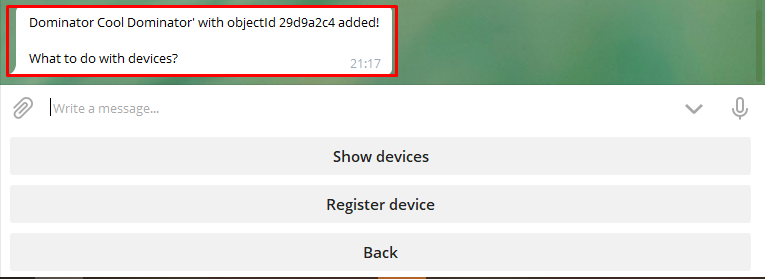 Dominator Cool Dominator' with objectId 29d9a2c4 added!
What to do with devices?
21:17
Write a message...
Show devices
Register device
Back